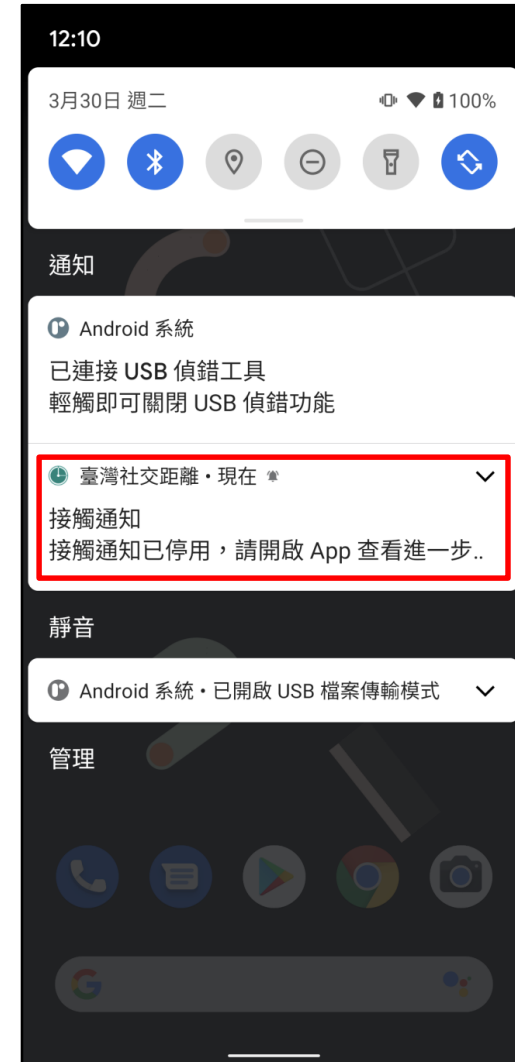 12:10
3月30日 週二
100%
通知
Android 系統
已連接 USB 偵錯工具
輕觸即可關閉 USB 偵錯功能
臺灣社交距離・現在
接觸通知
接觸通知已停用，請開啟 App 查看進一步..
靜音
Android 系統・已開啟 USB 檔案傳輸模式
管理